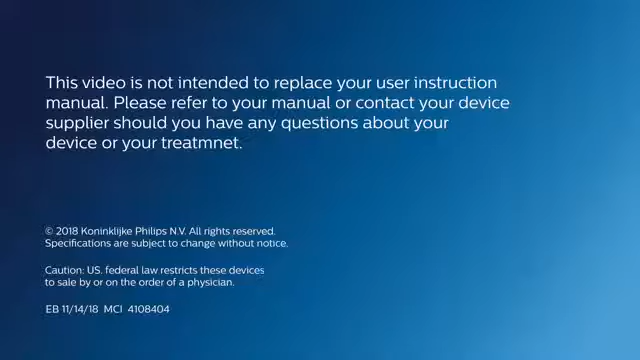 This video is not intended to replace your user instruction
manual. Please refer to your manual or contact your device
supplier should you have any questions about your
device or your treatmnet.
© 2018 Koninklijke Philips N.V. All rights reserved.
Specifications are subject to change without notice.
Caution: US. federal law restricts these devices
to sale by or on the order of a physician.
EB 11/14/18 MCI 4108404